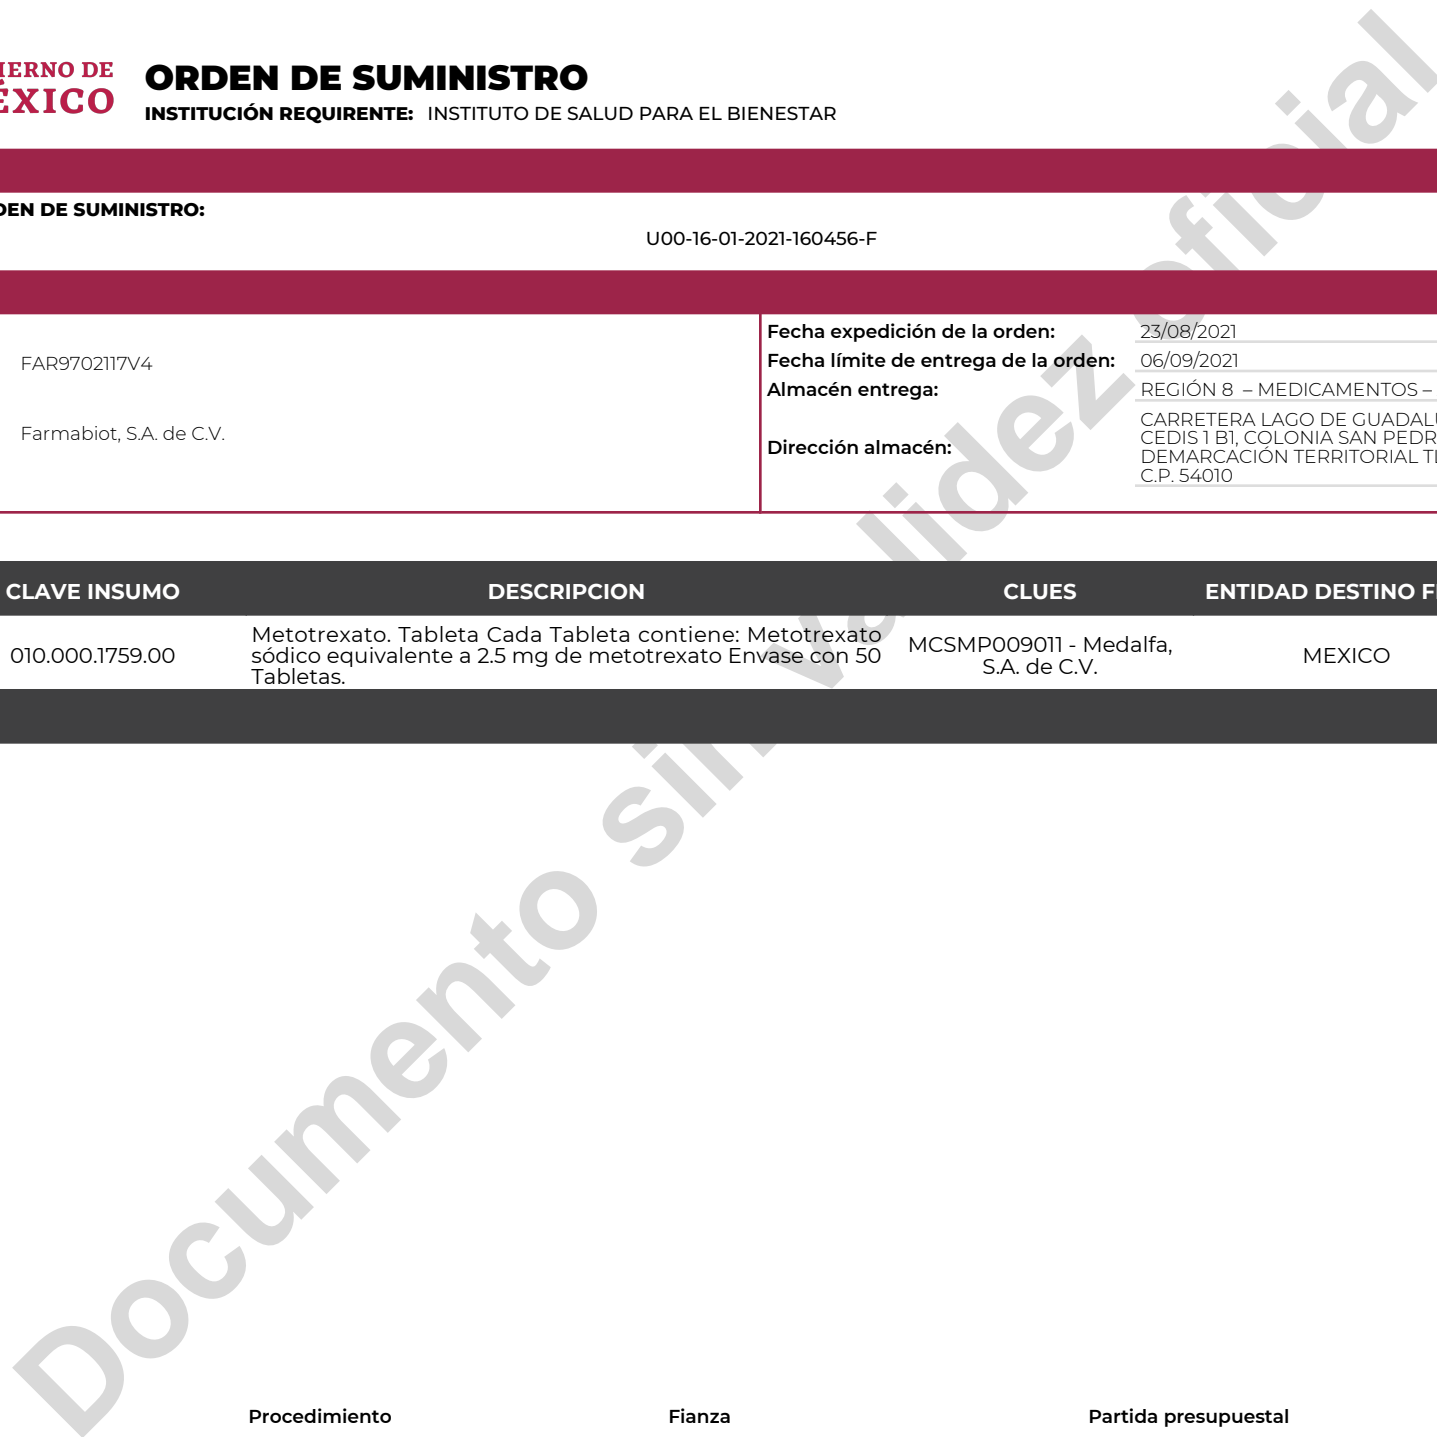 IERNO DE
ÉXICO
ORDEN DE SUMINISTRO
INSTITUCIÓN REQUIRENTE: INSTITUTO DE SALUD PARA EL BIENESTAR
DEN DE SUMINISTRO:
U00-16-01-2021-160456-F
FAR9702117V4
Farmabiot, S.A. de C.V.
Fecha expedición de la orden: 23/08/2021
Fecha límite de entrega de la orden: 06/09/2021
Almacén entrega: REGIÓN 8 – MEDICAMENTOS –
Dirección almacén:
CARRETERA LAGO DE GUADALU
CEDIS 1 B1, COLONIA SAN PEDR
DEMARCACIÓN TERRITORIAL TL
C.P. 54010
CLAVE INSUMO DESCRIPCION CLUES ENTIDAD DESTINO F
010.000.1759.00
Metotrexato. Tableta Cada Tableta contiene: Metotrexato
sódico equivalente a 2.5 mg de metotrexato Envase con 50
Tabletas.
MCSMP009011 - Medalfa,
S.A. de C.V.
MEXICO
Procedimiento Fianza Partida presupuestal
Documento sin validez oficial